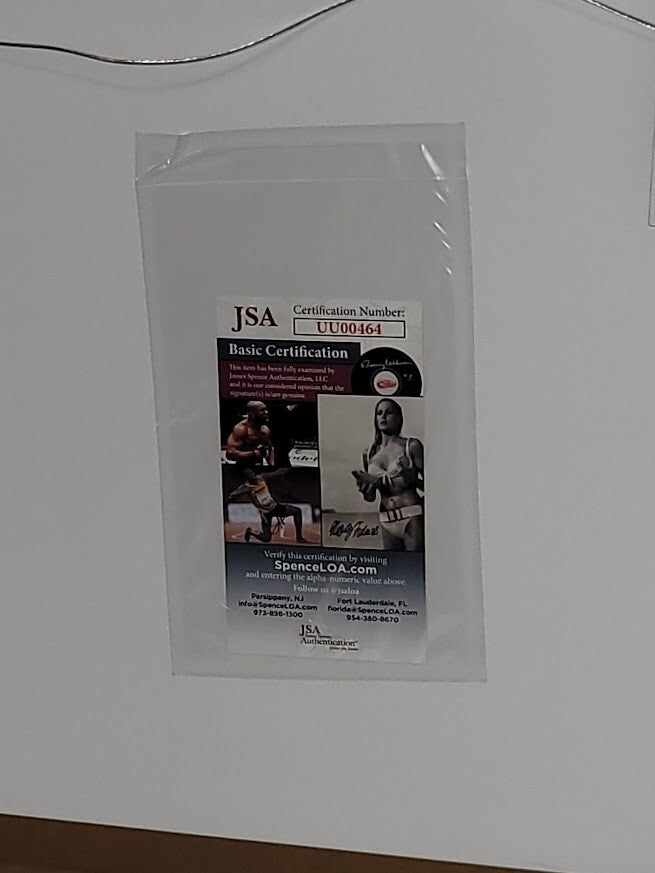 JSA
Certification Number:
UU00464
Basic Certification
This item has been fully examined by
James Spence Authentication, LLC
and it is our considered opinion that the
signature(s) is/are genuine.
Verify this certification by visiting
SpenceLOA.com
and entering the alpha-numeric value above.
Follow us @jsaloa
Parsippany, NJ
info@SpenceLOA.com
973-898-1300
Fort Lauderdale, FL
florida@SpenceLOA.com
954-380-8670
JSA
Authentication